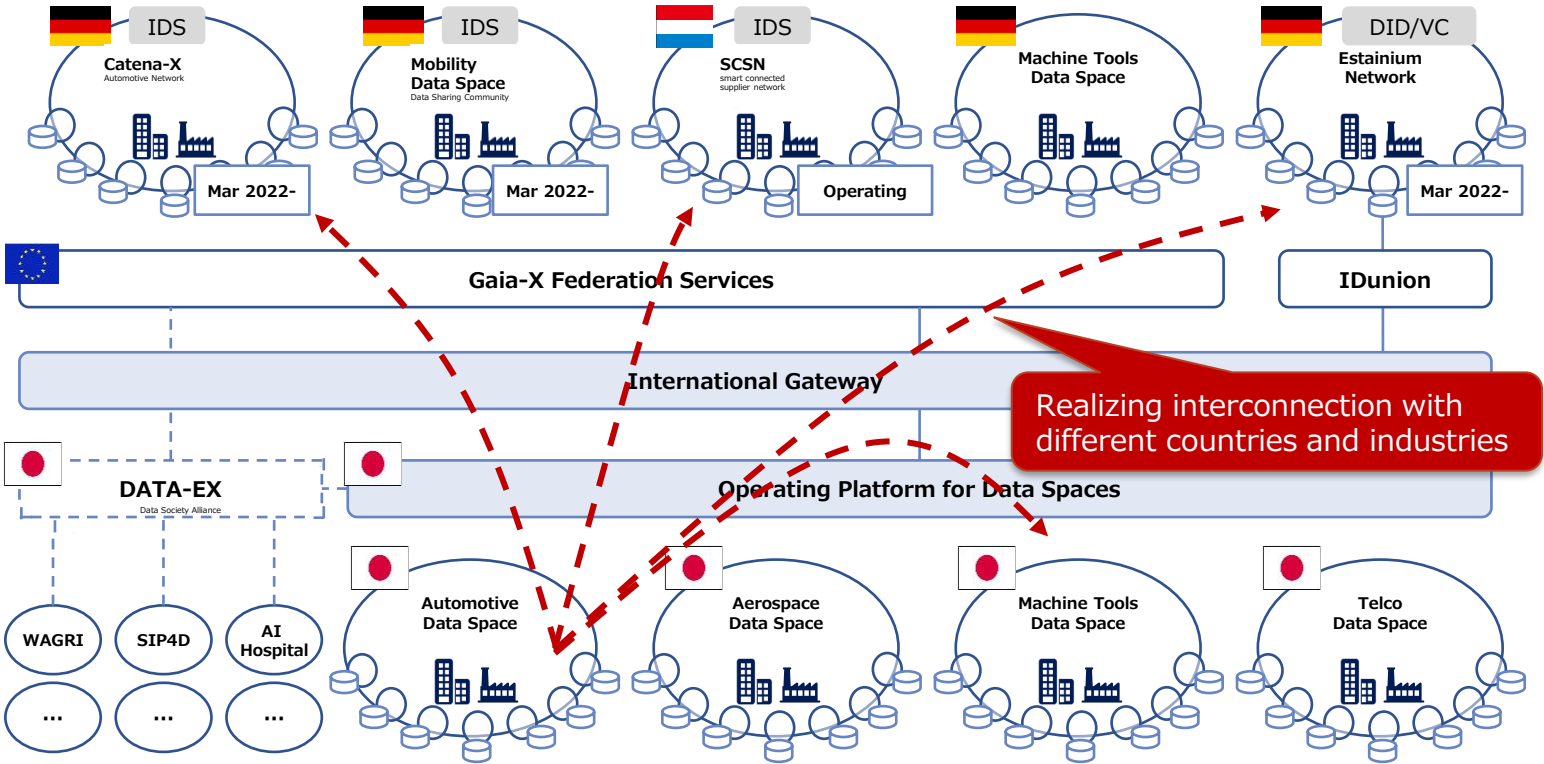 IDS
Catena-X
Automotive Network
Mar 2022-
IDS
Mobility
Data Space
Data Sharing Community
Mar 2022-
IDS
SCSN
smart connected
supplier network
Operating
Machine Tools
Data Space
DID/VC
Estainium
Network
Mar 2022-
Gaia-X Federation Services
IDunion
International Gateway
Realizing interconnection with
different countries and industries
DATA-EX
Data Society Alliance
Operating Platform for Data Spaces
WAGRI
SIP4D
AI
Hospital
...
...
...
Automotive
Data Space
Aerospace
Data Space
Machine Tools
Data Space
Telco
Data Space